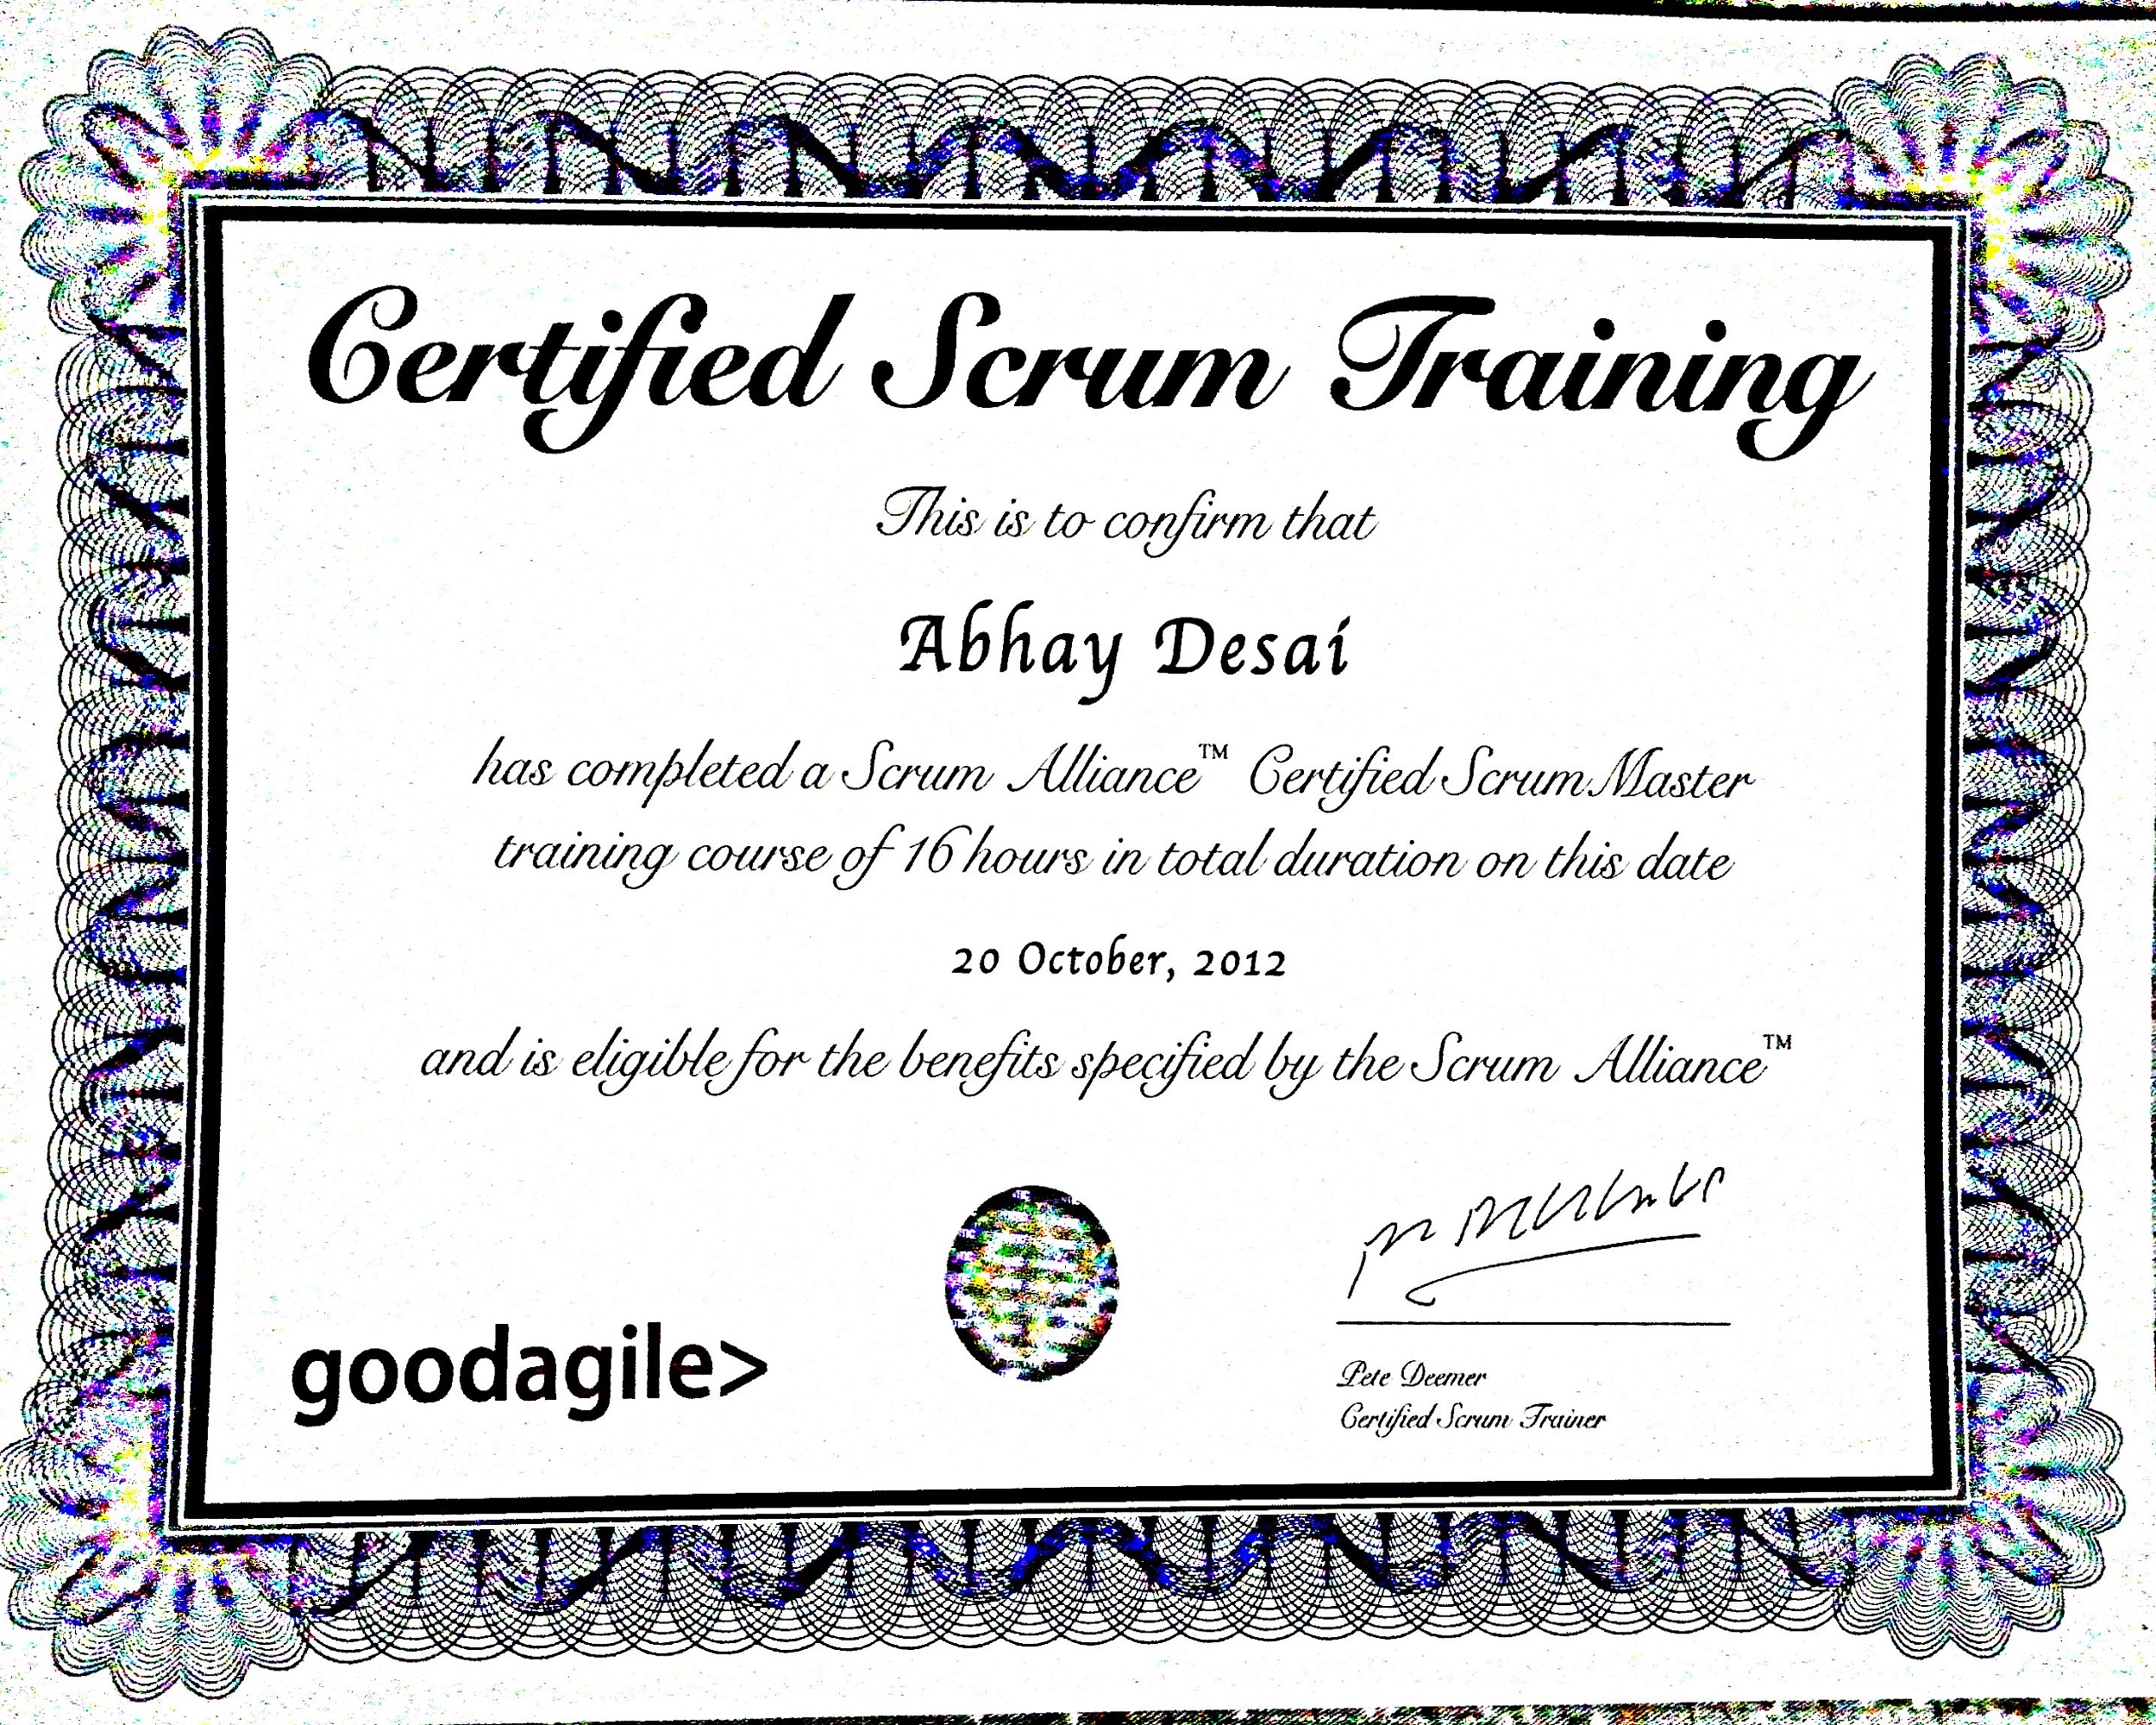 Certified Scrum Training
This is to confirm that
Abhay Desai
has completed a Scrum Alliance™ Certified ScrumMaster
training course of 16 hours in total duration on this date
20 October, 2012
and is eligible for the benefits specified by the Scrum Alliance™
goodagile>
Pete Deemer
Certified Scrum Trainer